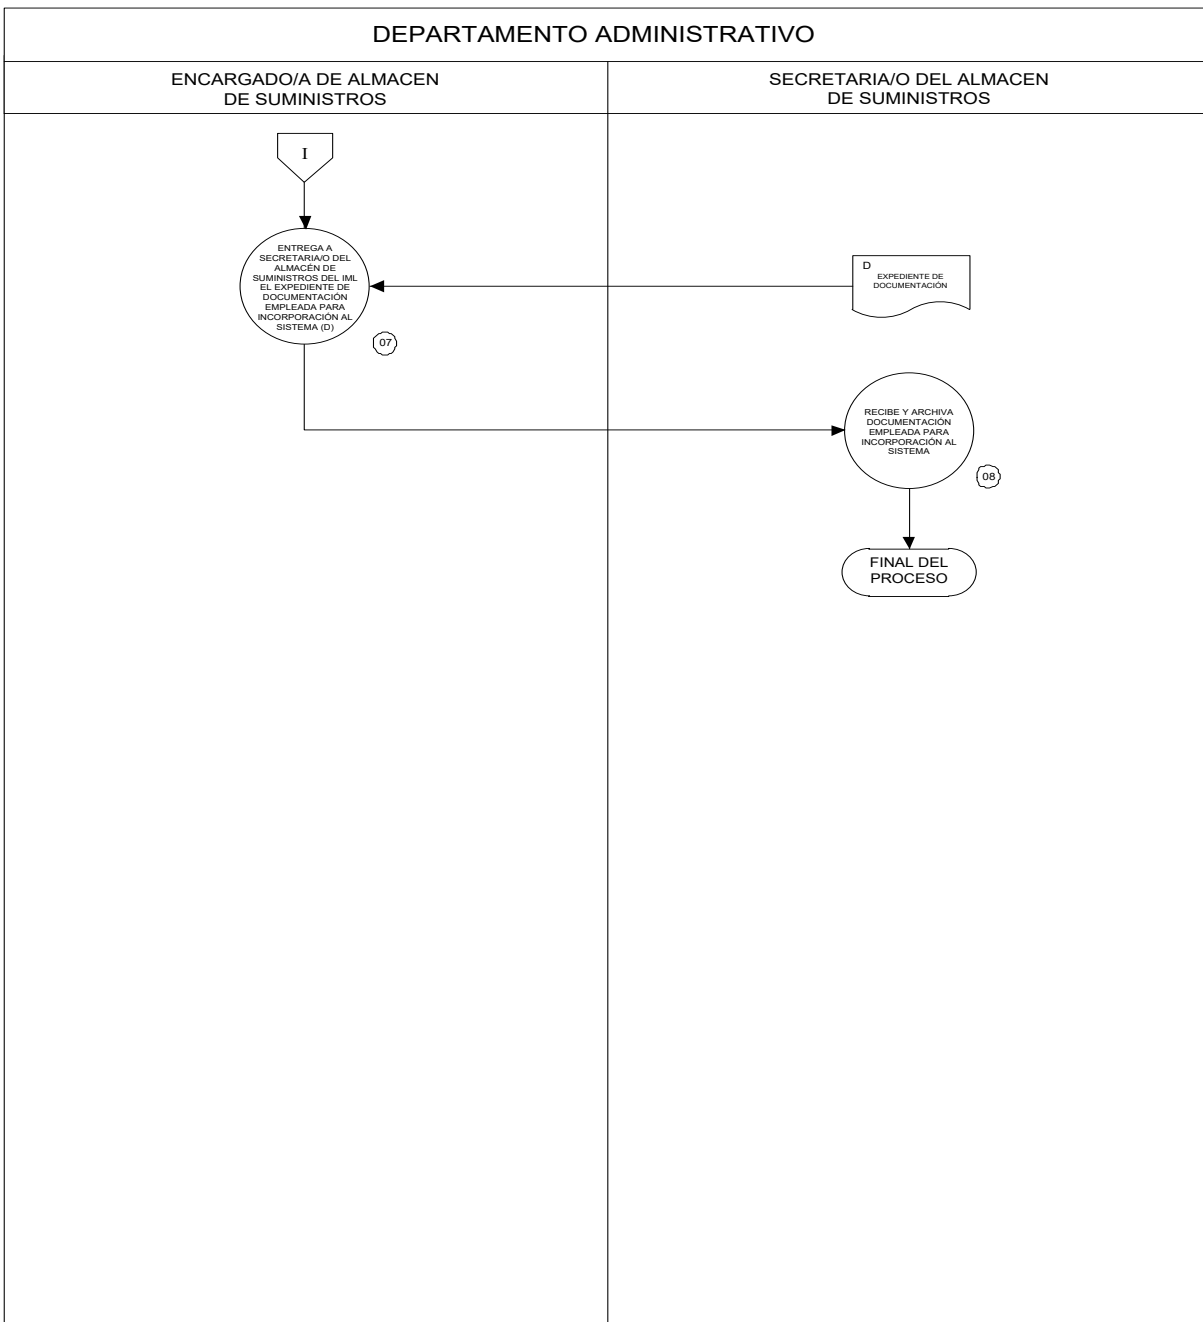 DEPARTAMENTO ADMINISTRATIVO
ENCARGADO/A DE ALMACEN
DE SUMINISTROS
SECRETARIA/O DEL ALMACEN
DE SUMINISTROS
I
ENTREGA A
SECRETARIA/O DEL
ALMACÉN DE
SUMINISTROS DEL IML
EL EXPEDIENTE DE
DOCUMENTACIÓN
EMPLEADA PARA
INCORPORACIÓN AL
SISTEMA (D)
07
D
EXPEDIENTE DE
DOCUMENTACIÓN
RECIBE Y ARCHIVA
DOCUMENTACIÓN
EMPLEADA PARA
INCORPORACIÓN AL
SISTEMA
08
FINAL DEL
PROCESO